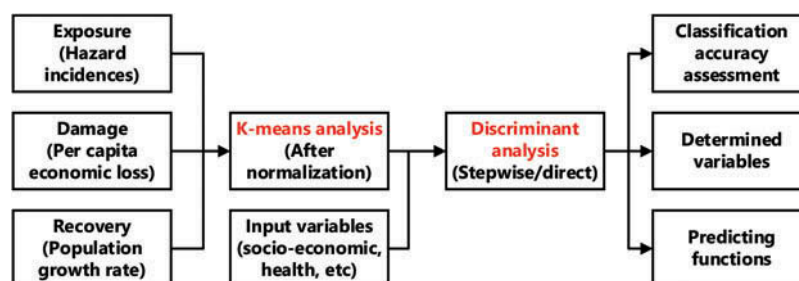 Exposure
(Hazard
incidences)
Damage
(Per capita
economic loss)
Recovery
(Population
growth rate)
K-means analysis
(After
normalization)
Input variables
(socio-economic,
health, etc)
Discriminant
analysis
(Stepwise/direct)
Classification
accuracy
assessment
Determined
variables
Predicting
functions